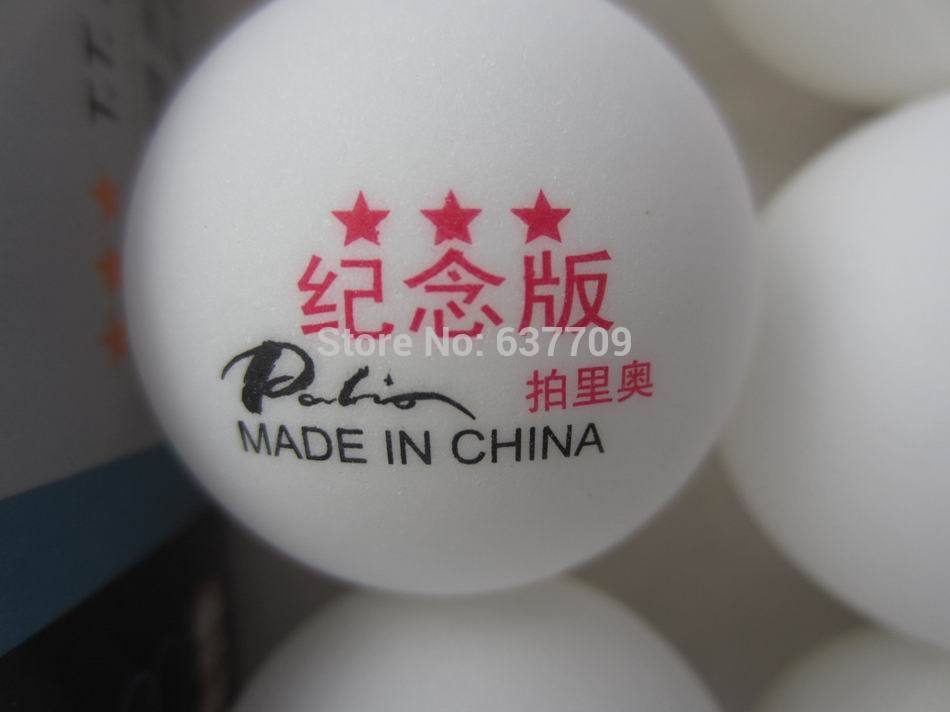 T.T.
★★★
纪念版
Store No: 637709
Palio 拍里奥
MADE IN CHINA